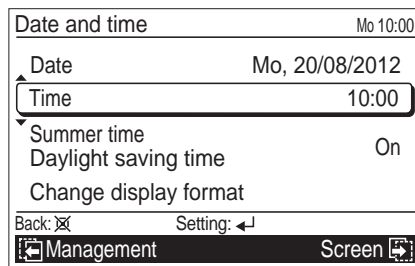 Date and time Mo 10:00
Date Mo, 20/08/2012
Time 10:00
Summer time
Daylight saving time On
Change display format
Back: Setting:
Management Screen